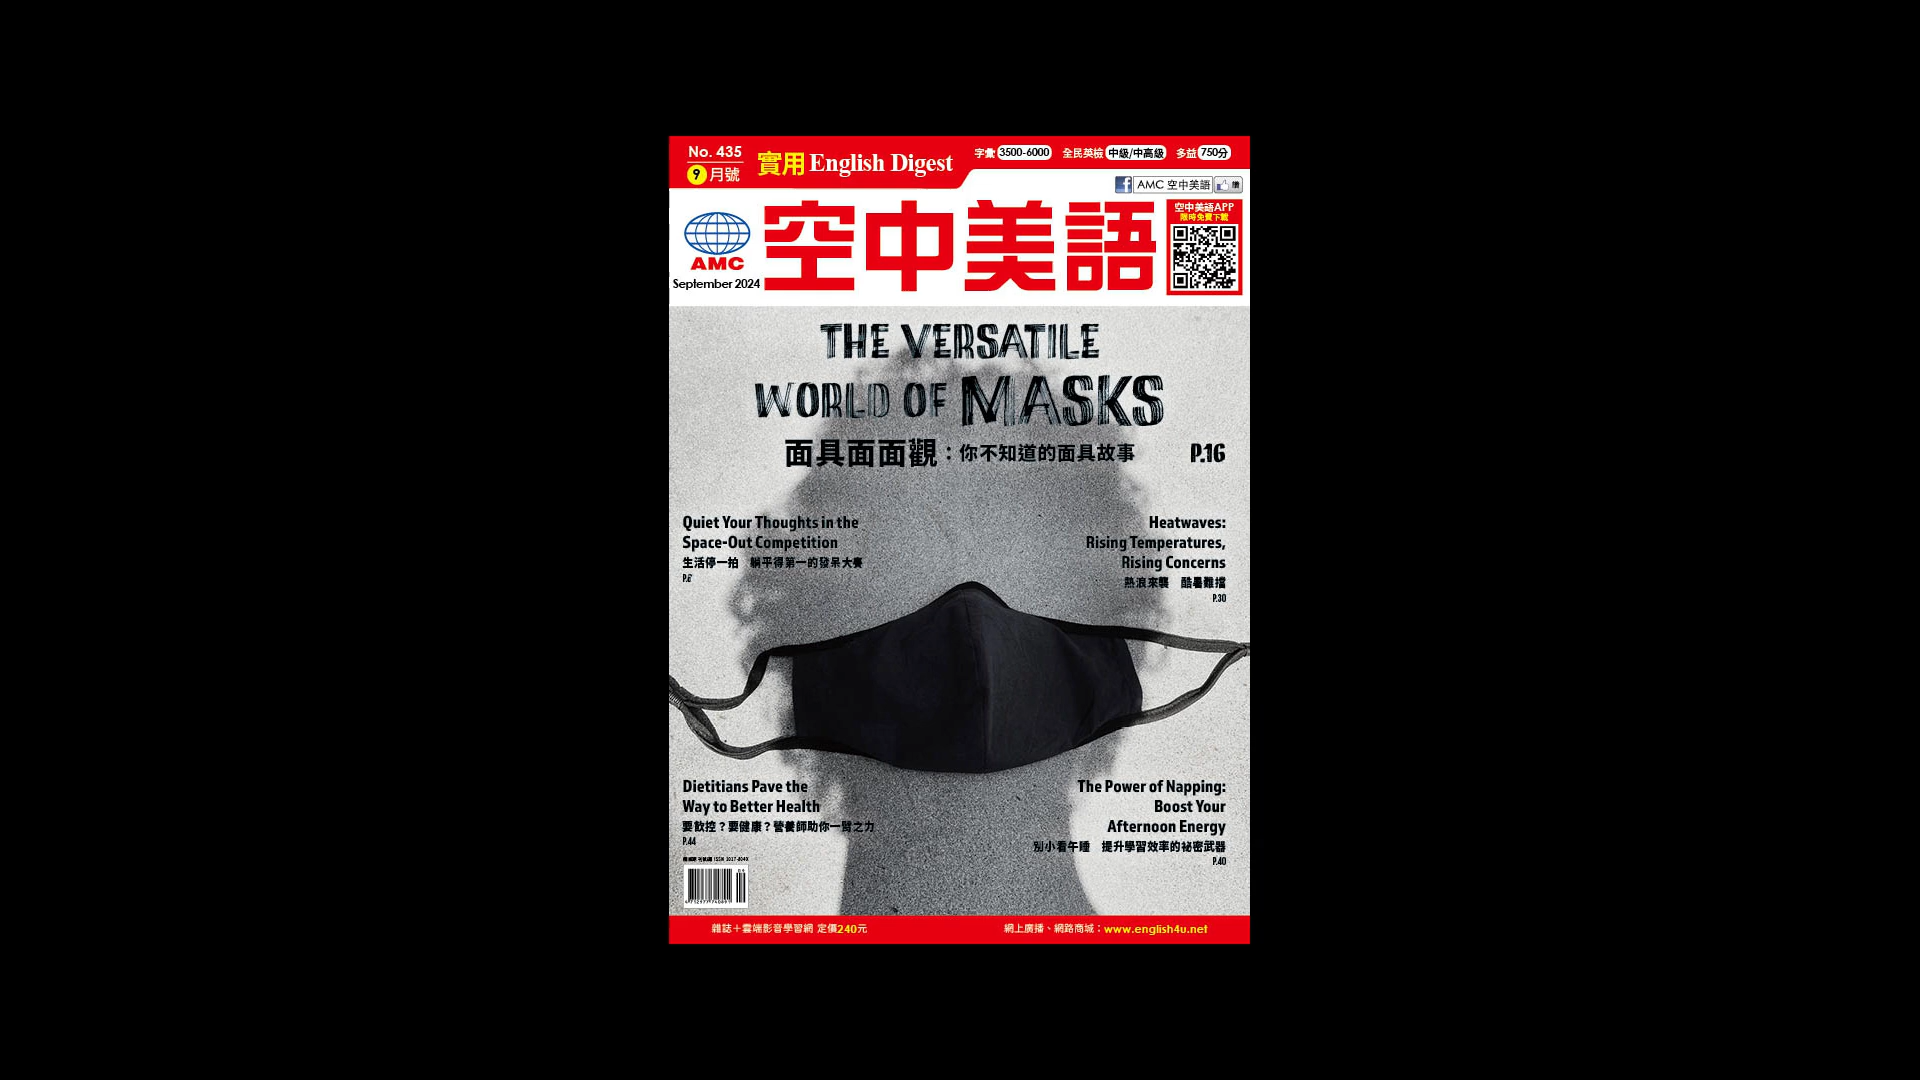 No. 435
9月號
實用 English Digest
字彙 3500-6000 全民英檢 中級/中高級 多益 750分
AMC 空中美語 讚
AMC
September 2024
空中美語
空中美語APP
限時免費下載
THE VERSATILE
WORLD OF MASKS
面具面面觀:你不知道的面具故事 P.16
Quiet Your Thoughts in the
Space-Out Competition
生活停一拍 躺平得第一的發呆大賽
P.6
Heatwaves:
Rising Temperatures,
Rising Concerns
熱浪來襲 酷暑難擋
P.30
Dietitians Pave the
Way to Better Health
要飲控?要健康?營養師助你一臂之力
P.44
The Power of Napping:
Boost Your
Afternoon Energy
別小看午睡 提升學習效率的祕密武器
P.40
雜誌+雲端影音學習網 定價240元
網上廣播、網路商城:www.english4u.net